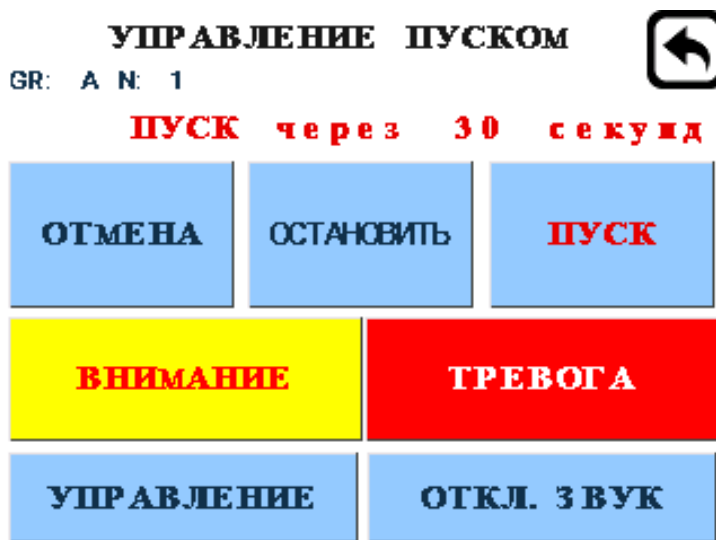 УПРАВЛЕНИЕ ПУСКОМ
GR: A N: 1
ПУСК через 30 секунд
ОТМЕНА ОСТАНОВИТЬ ПУСК
ВНИМАНИЕ ТРЕВОГА
УПРАВЛЕНИЕ ОТКЛ. ЗВУК